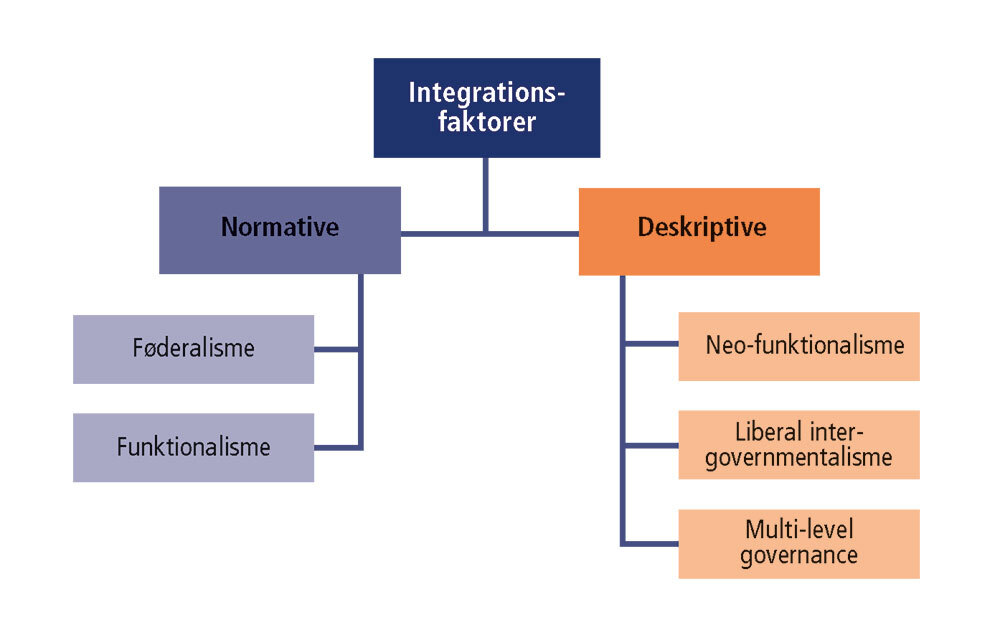 Integrations-
faktorer
Normative
Deskriptive
Føderalisme
Funktionalisme
Neo-funktionalisme
Liberal inter-
governmentalisme
Multi-level
governance